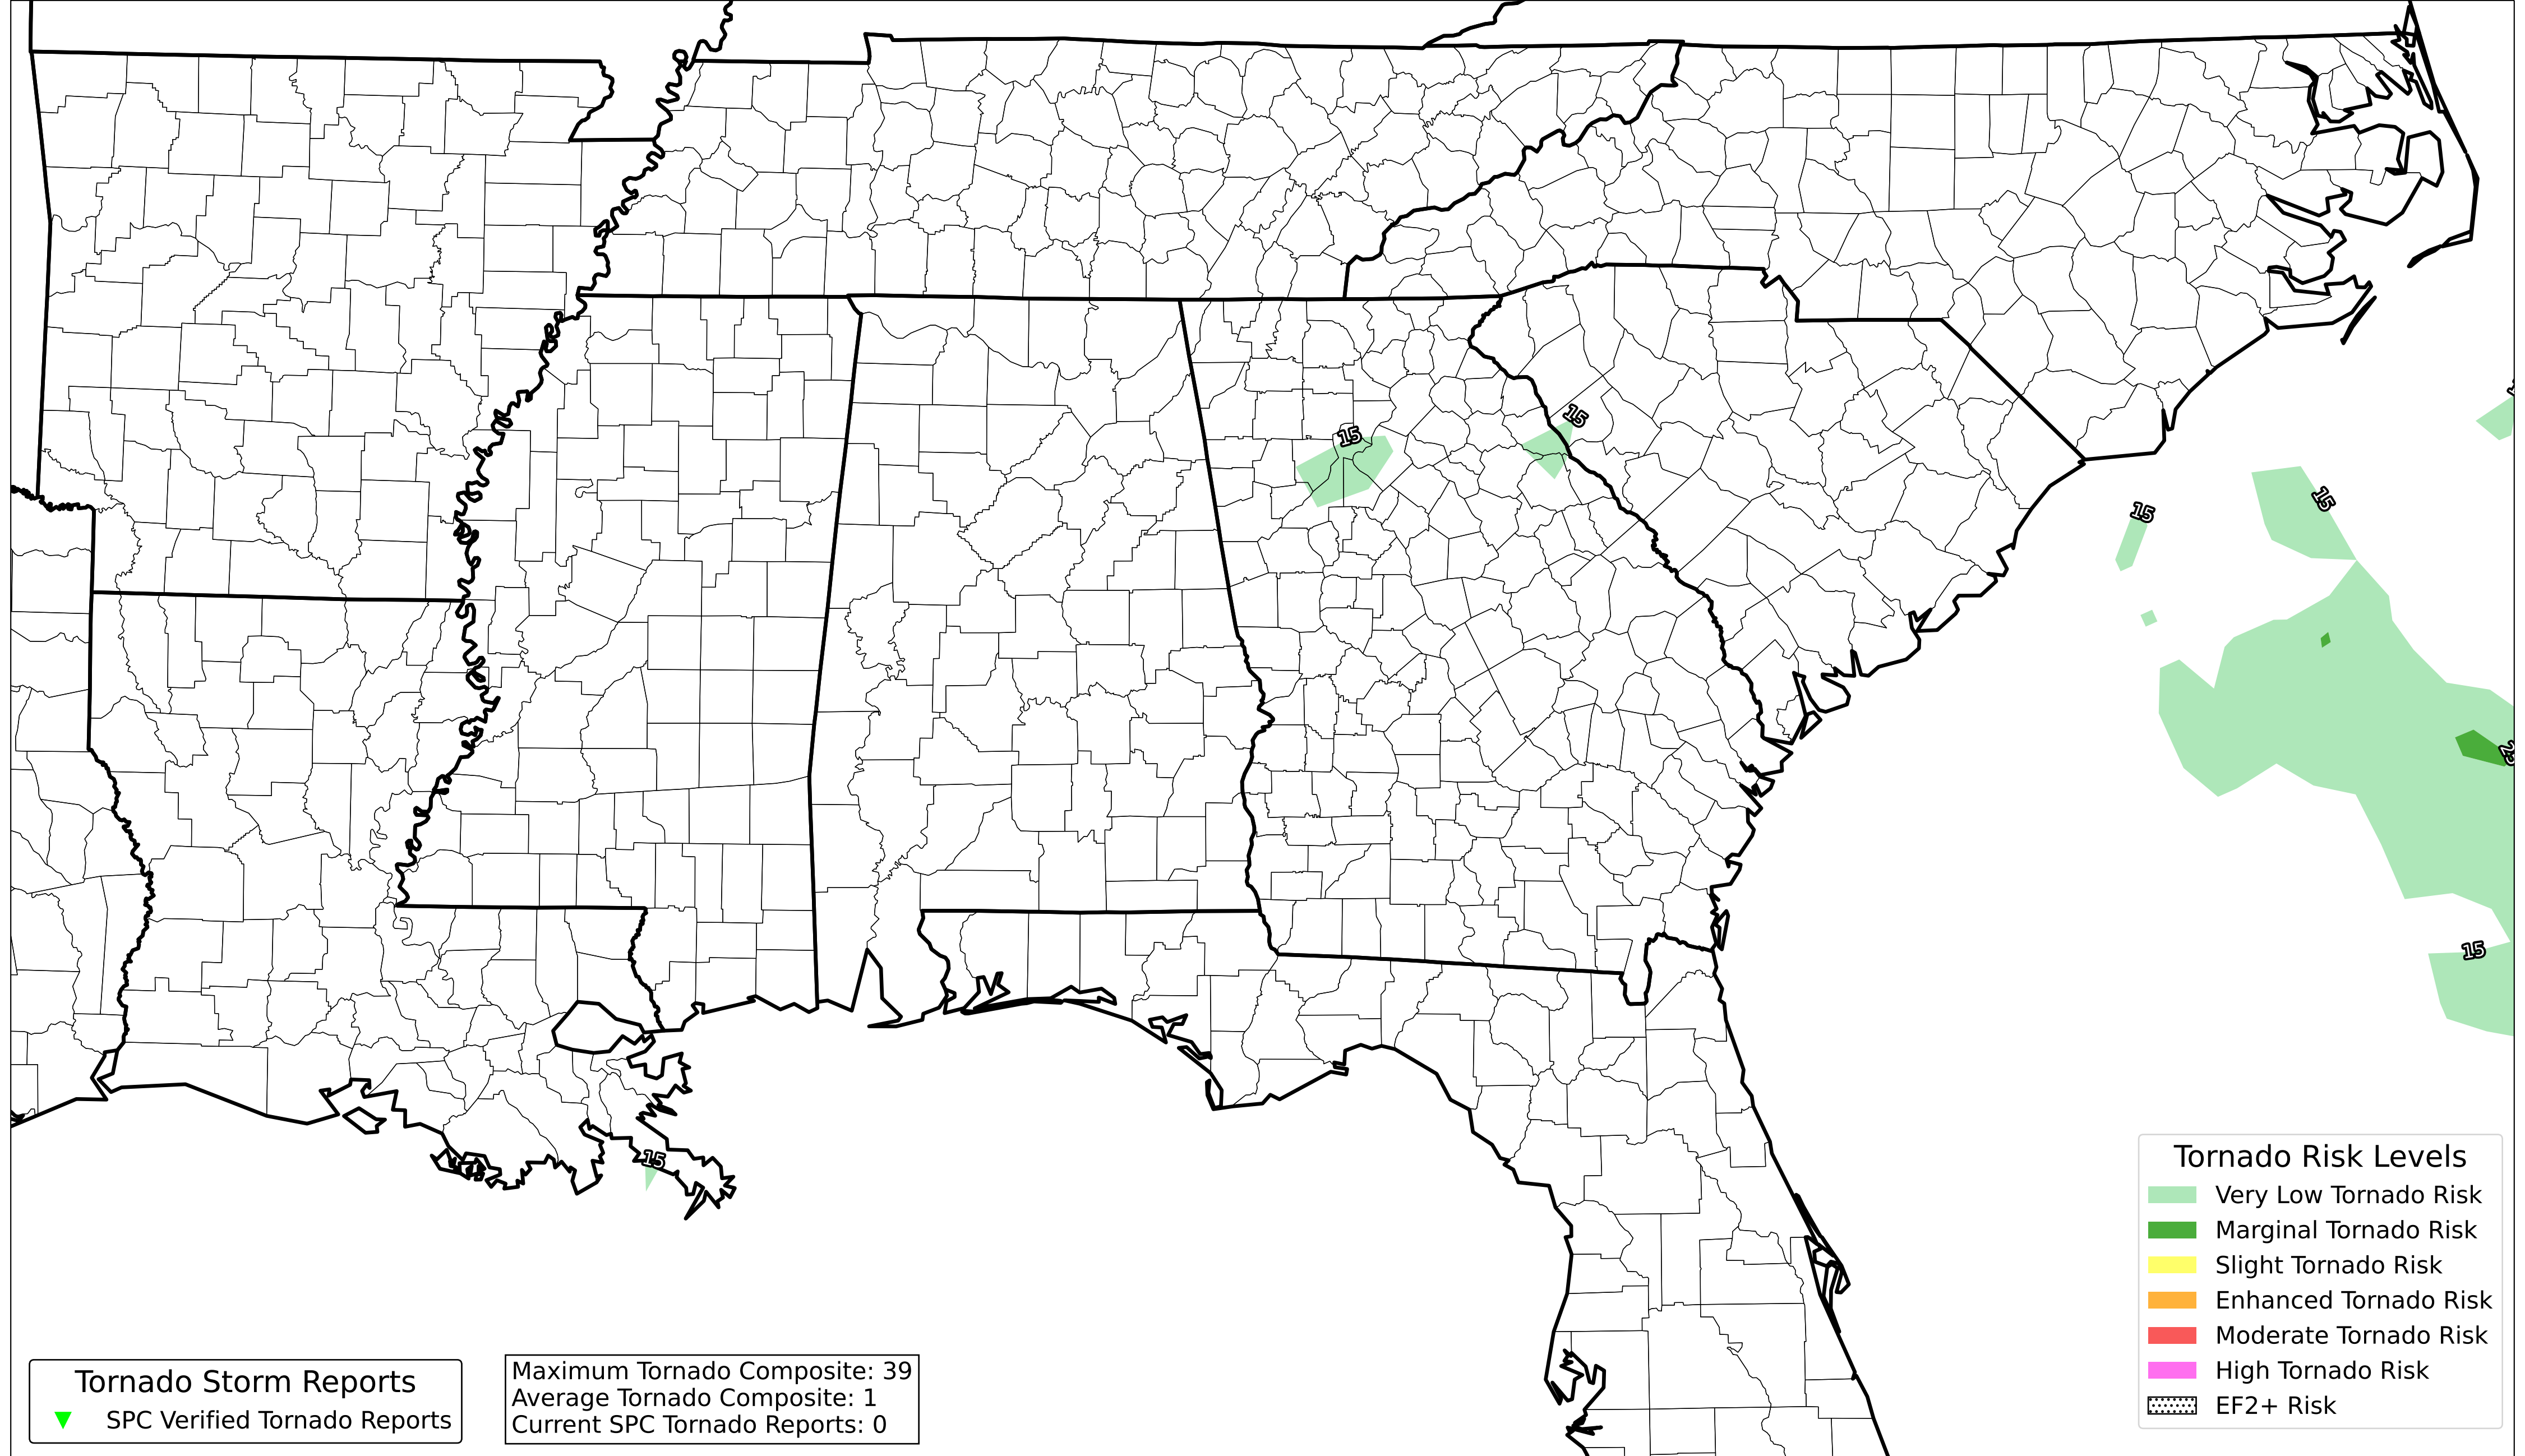 15
15
15
15
25
15
15
Tornado Risk Levels
Very Low Tornado Risk
Marginal Tornado Risk
Slight Tornado Risk
Enhanced Tornado Risk
Moderate Tornado Risk
High Tornado Risk
EF2+ Risk
Tornado Storm Reports
SPC Verified Tornado Reports
Maximum Tornado Composite: 39
Average Tornado Composite: 1
Current SPC Tornado Reports: 0